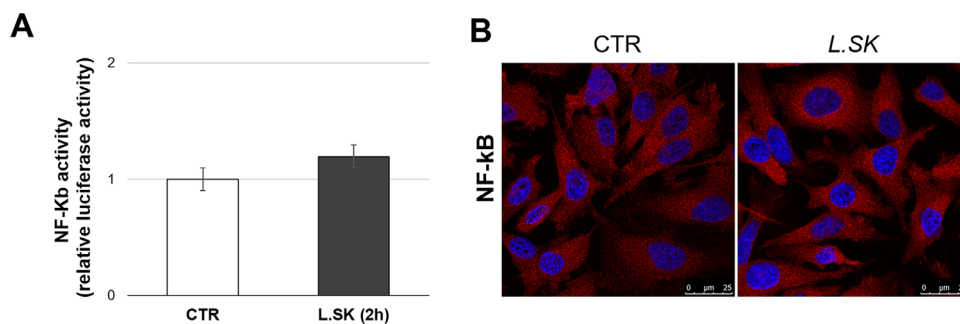 A
NF-Kb activity
(relative luciferase activity)
2
1
0
CTR
L.SK (2h)
B
CTR
L.SK
NF-kB
0 µm 25
0 µm 2